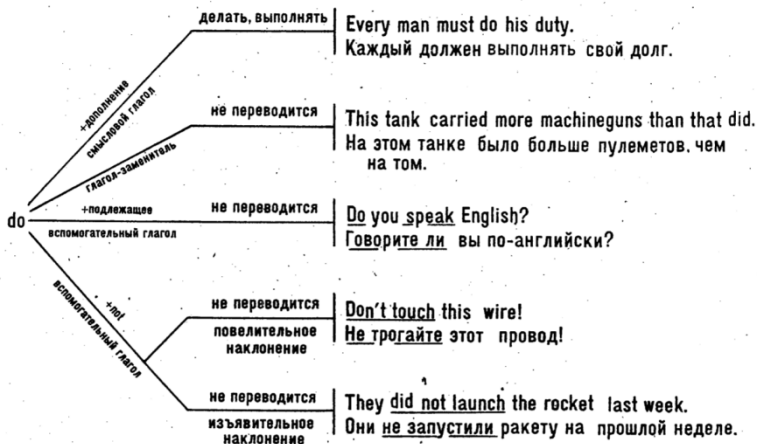 do
+дополнение
смысловой глагол
делать, выполнять
Every man must do his duty.
Каждый должен выполнять свой долг.
глагол-заменитель
не переводится
This tank carried more machineguns than that did.
На этом танке было больше пулеметов, чем
на том.
+подлежащее
вспомогательный глагол
не переводится
Do you speak English?
Говорите ли вы по-английски?
+not
вспомогательный глагол
не переводится
повелительное
наклонение
Don't touch this wire!
Не трогайте этот провод!
не переводится
изъявительное
наклонение
They did not launch the rocket last week.
Они не запустили ракету на прошлой неделе.